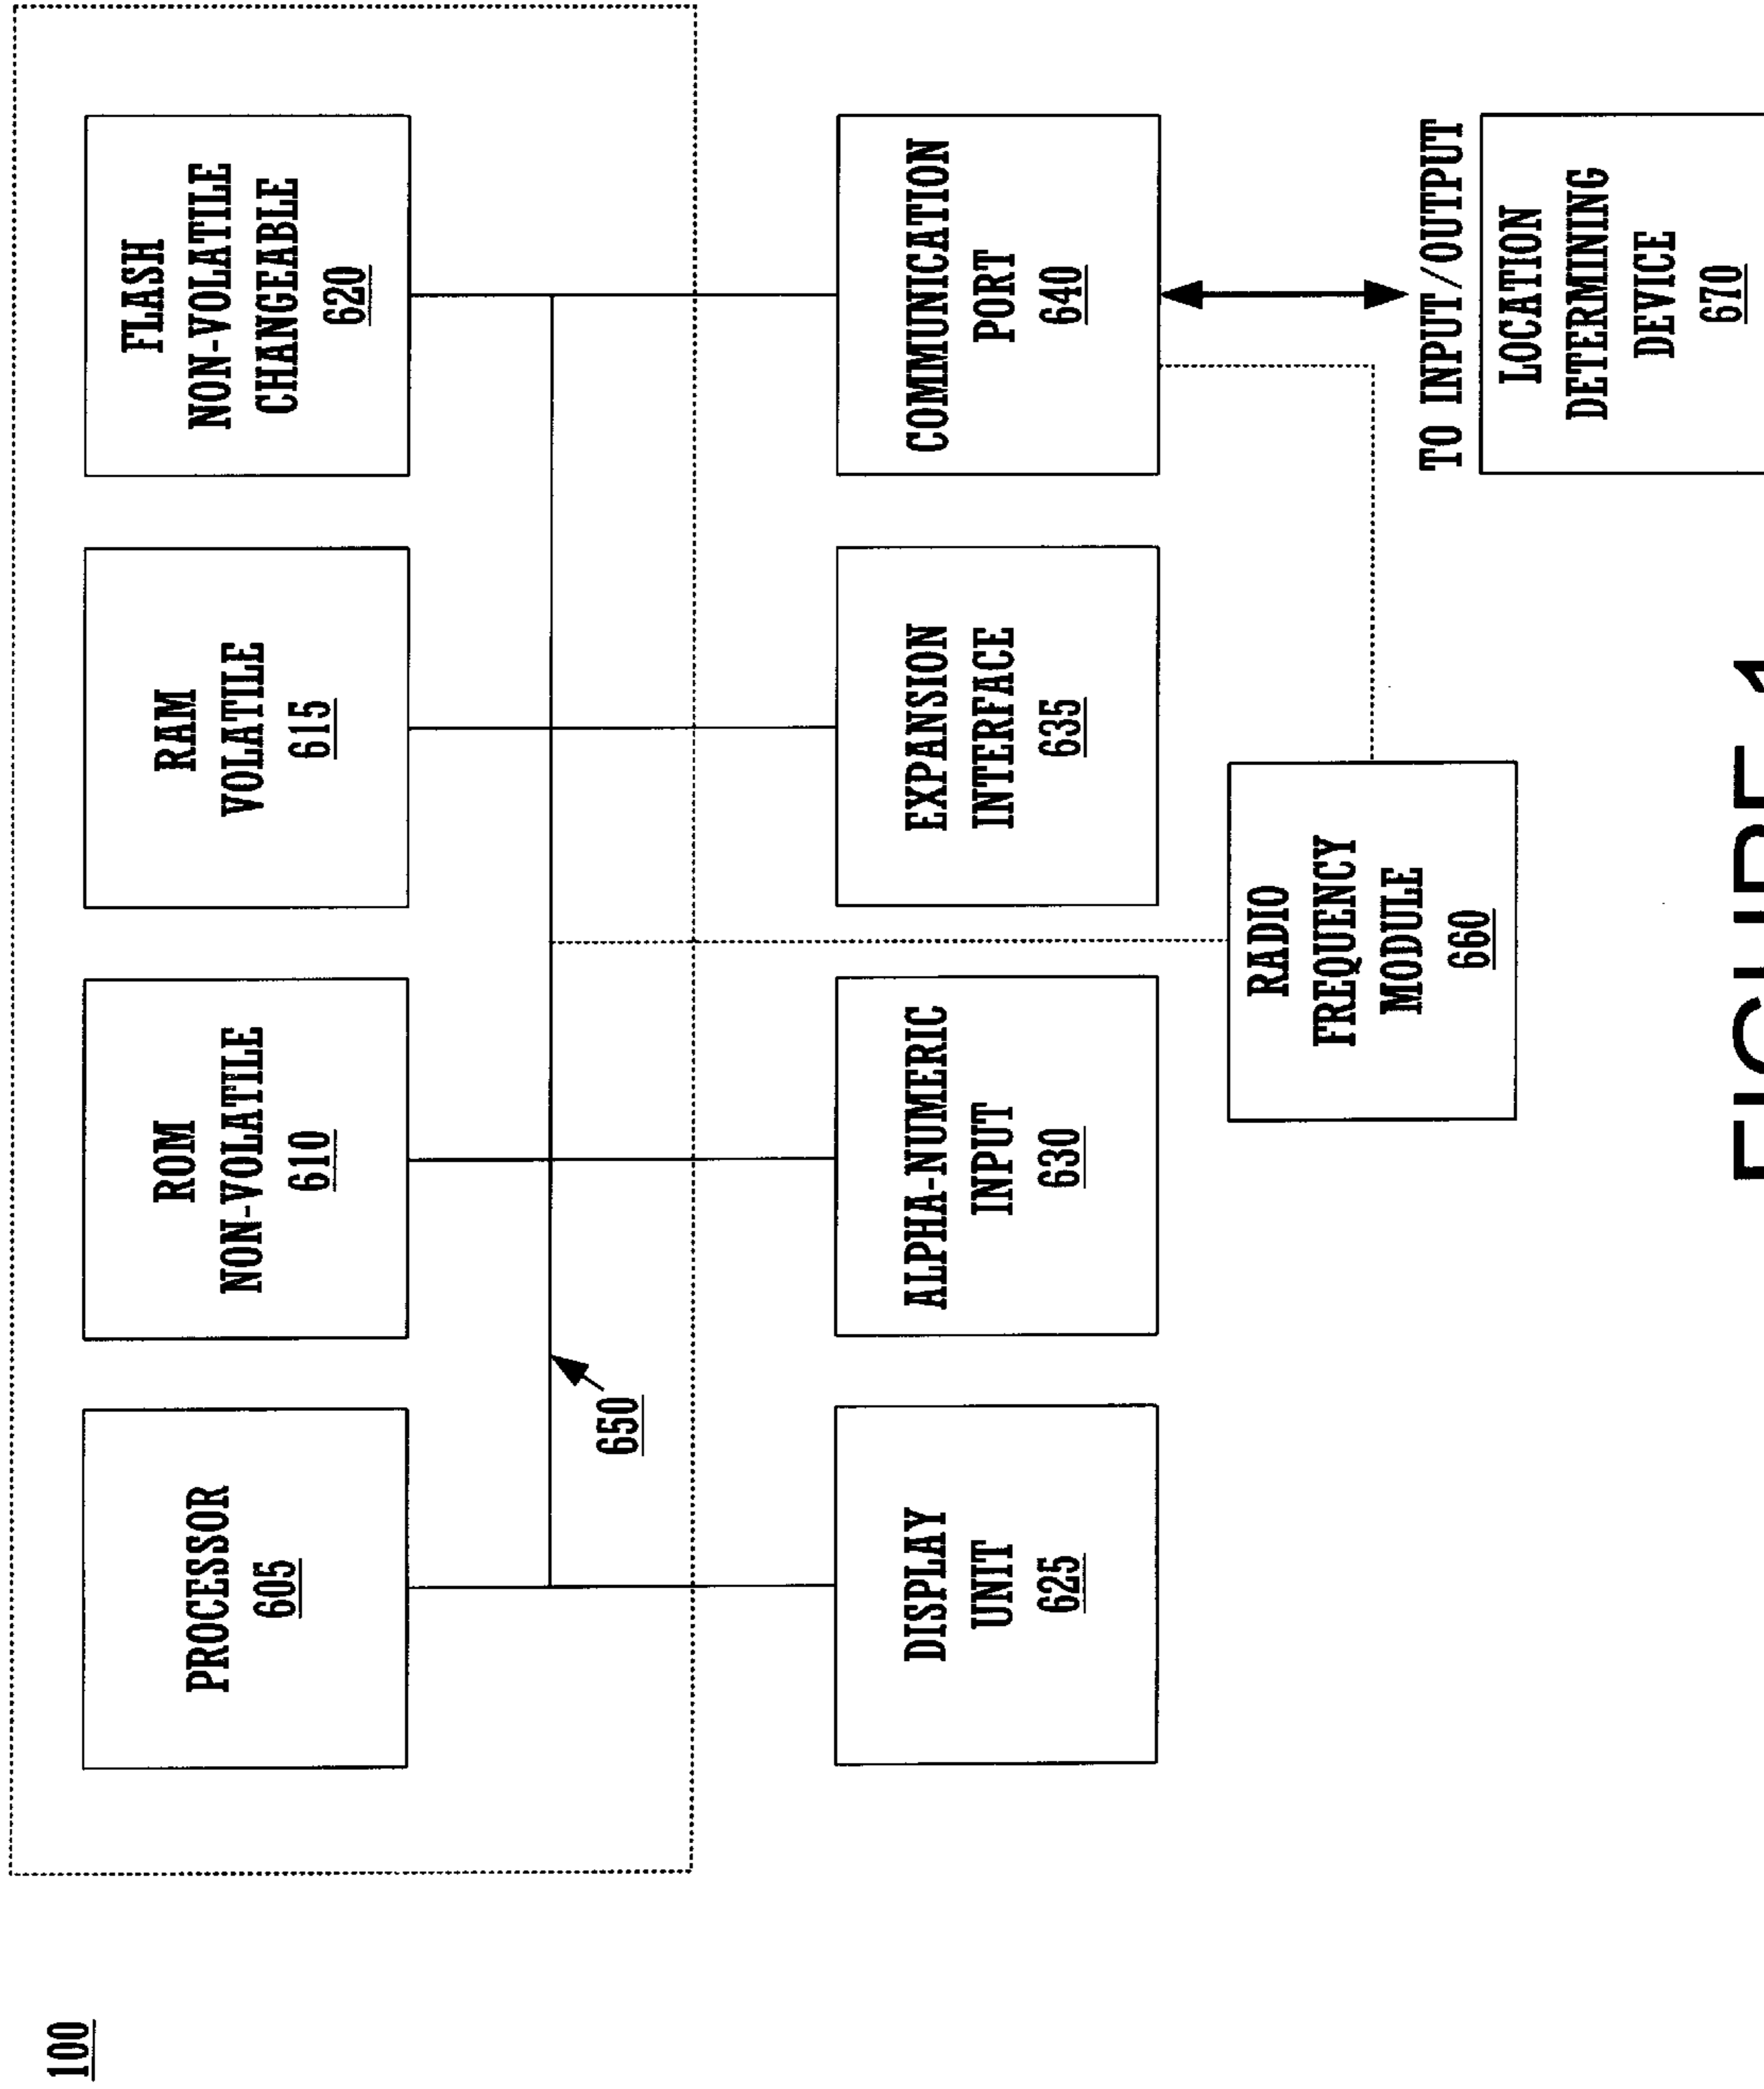 100
PROCESSOR
605
ROM
NON-VOLATILE
610
RAM
VOLATILE
615
FLASH
NON-VOLATILE
CHANGEABLE
620
650
DISPLAY
UNIT
625
ALPHA-NUMERIC
INPUT
630
EXPANSION
INTERFACE
635
COMMUNICATION
PORT
640
RADIO
FREQUENCY
MODULE
660
TO INPUT/OUTPUT
LOCATION
DETERMINING
DEVICE
670
FIGURE 1